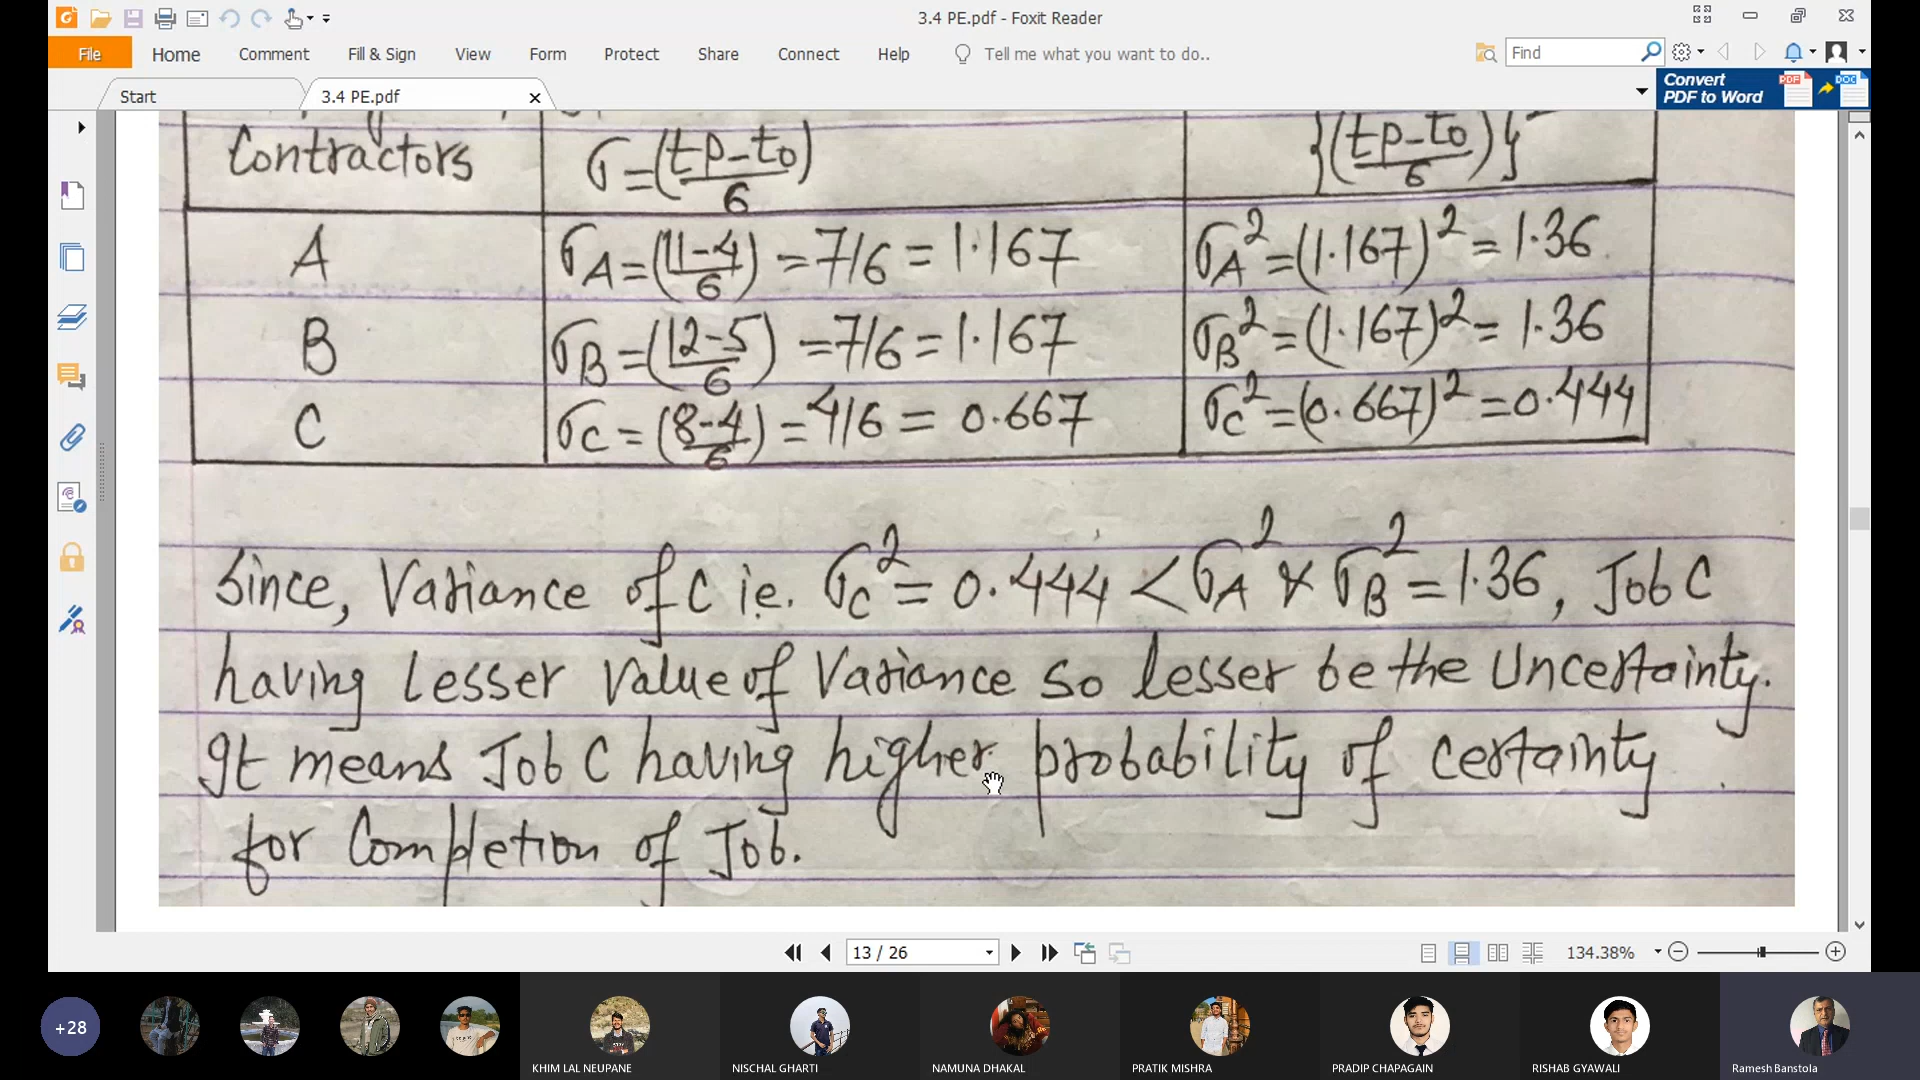 3.4 PE.pdf - Foxit Reader
File Home Comment Fill & Sign View Form Protect Share Connect Help Tell me what you want to do.. Find
Start 3.4 PE.pdf
Convert
PDF to Word
PDF DOC
Contractors σ=(tp-to/6) {(tp-to/6)}²
A σA=(11-4/6)=7/6=1.167 σA²=(1.167)²=1.36
B σB=(12-5/6)=7/6=1.167 σB²=(1.167)²=1.36
C σC=(8-4/6)=4/6=0.667 σC²=(0.667)²=0.444
Since, Variance of C ie. σC²=0.444<σA² & σB²=1.36, Job C
having Lesser Value of Variance so lesser be the Uncertainty.
It means Job C having higher probability of certainty
for Completion of Job.
13 / 26 134.38%
+28
KHIM LAL NEUPANE NISCHAL GHARTI NAMUNA DHAKAL PRATIK MISHRA PRADIP CHAPAGAIN RISHAB GYAWALI Ramesh Banstola